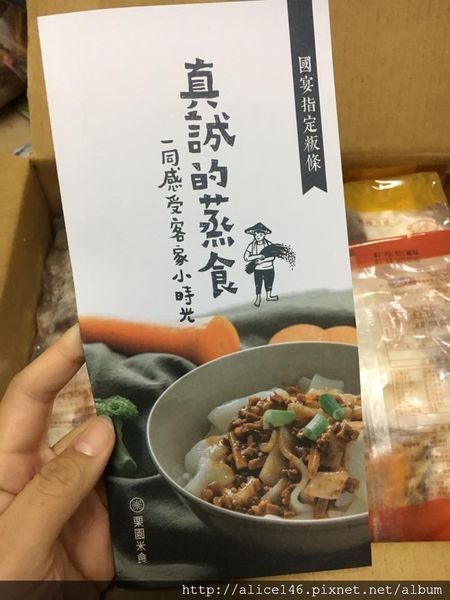 國宴指定粄條
真誠的蒸食
一同感受客家小時光
栗園米食
http://alice146.pixnet.net/album